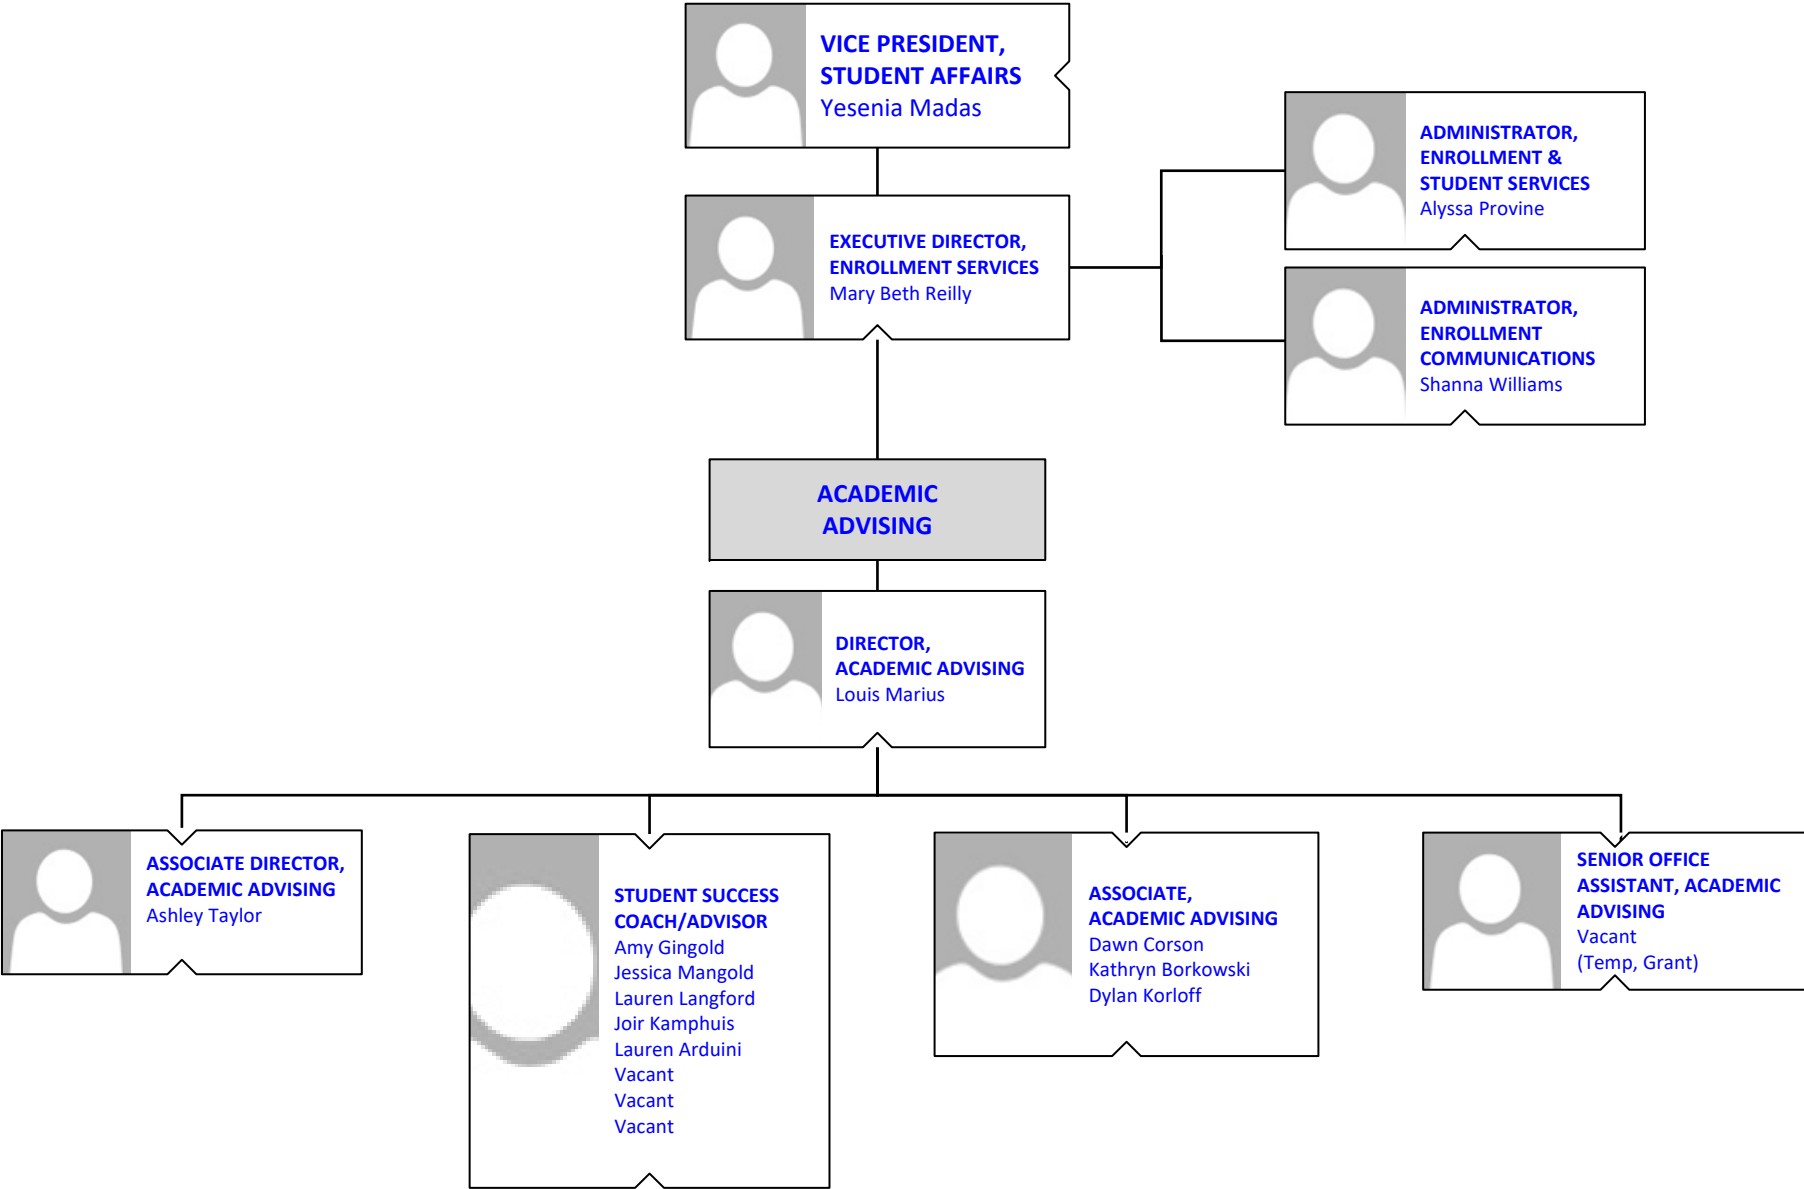 VICE PRESIDENT,
STUDENT AFFAIRS
Yesenia Madas
ADMINISTRATOR,
ENROLLMENT &
STUDENT SERVICES
Alyssa Provine
EXECUTIVE DIRECTOR,
ENROLLMENT SERVICES
Mary Beth Reilly
ADMINISTRATOR,
ENROLLMENT
COMMUNICATIONS
Shanna Williams
ACADEMIC
ADVISING
DIRECTOR,
ACADEMIC ADVISING
Louis Marius
ASSOCIATE DIRECTOR,
ACADEMIC ADVISING
Ashley Taylor
STUDENT SUCCESS
COACH/ADVISOR
Amy Gingold
Jessica Mangold
Lauren Langford
Joir Kamphuis
Lauren Arduini
Vacant
Vacant
Vacant
ASSOCIATE,
ACADEMIC ADVISING
Dawn Corson
Kathryn Borkowski
Dylan Korloff
SENIOR OFFICE
ASSISTANT, ACADEMIC
ADVISING
Vacant
(Temp, Grant)